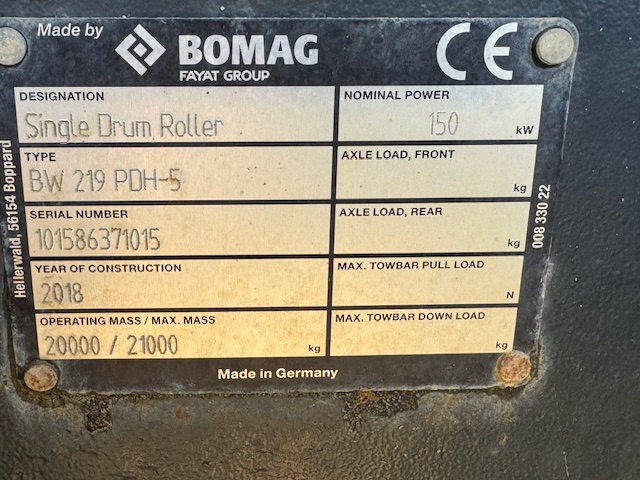 Made by
BOMAG
FAYAT GROUP
CE
DESIGNATION
Single Drum Roller
NOMINAL POWER
150 kW
TYPE
BW 219 PDH-5
AXLE LOAD, FRONT
kg
SERIAL NUMBER
101586371015
AXLE LOAD, REAR
kg
YEAR OF CONSTRUCTION
2018
MAX. TOWBAR PULL LOAD
N
OPERATING MASS / MAX. MASS
20000 / 21000 kg
MAX. TOWBAR DOWN LOAD
kg
Made in Germany
Hellerwald, 56154 Boppard
008 330 22